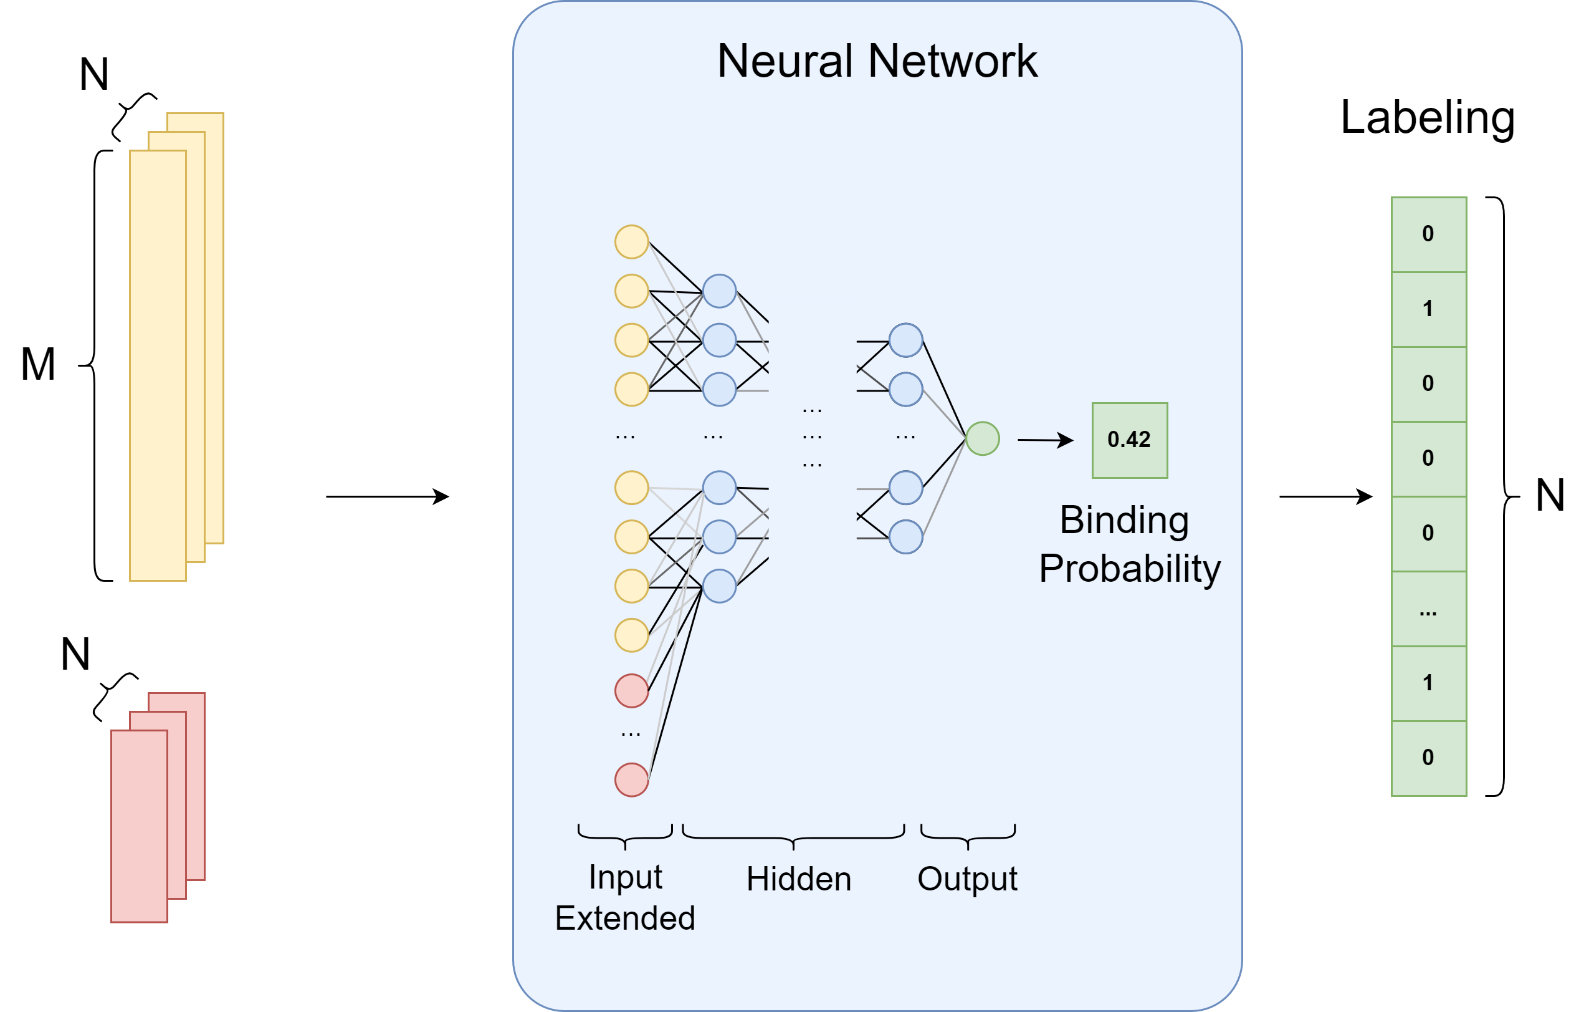 Neural Network
N
M
N
...
...
...
...
...
...
...
0.42
Binding
Probability
Input
Extended
Hidden
Output
Labeling
0
1
0
0
0
...
1
0
N